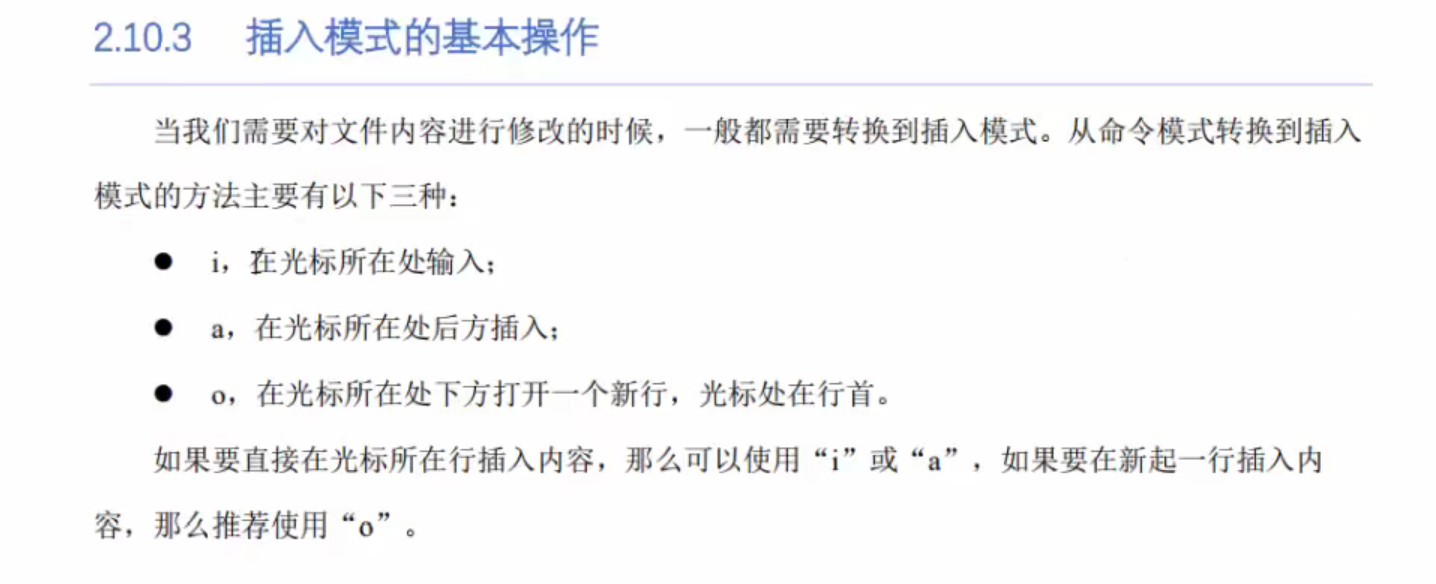 2.10.3 插入模式的基本操作
当我们需要对文件内容进行修改的时候，一般都需要转换到插入模式。从命令模式转换到插入
模式的方法主要有以下三种：
● i，在光标所在处输入；
● a，在光标所在处后方插入；
● o，在光标所在处下方打开一个新行，光标处在行首。
如果要直接在光标所在行插入内容，那么可以使用“i”或“a”，如果要在新起一行插入内
容，那么推荐使用“o”。